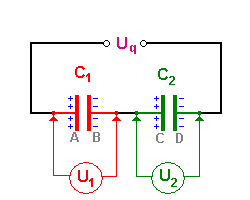 Uq
C1 C2
+ − + −
+ − + −
+ − + −
+ − + −
A B C D
U1 U2